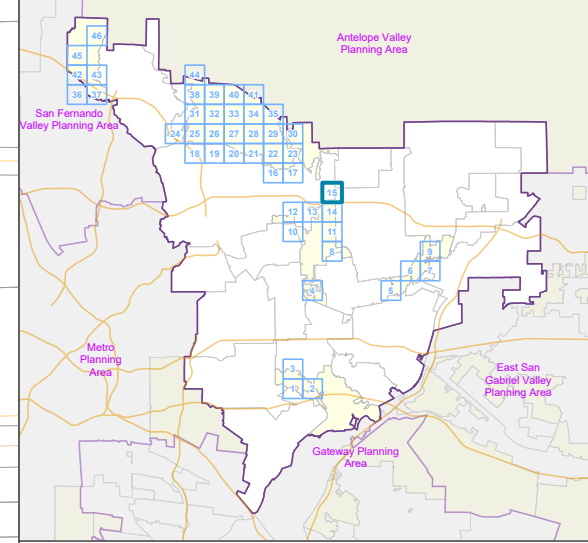 46
Antelope Valley
Planning Area
45
42 43
44
36 37
38 39 40 41
San Fernando
Valley Planning Area
31 32 33 34 35
24 25 26 27 28 29 30
18 19 20 21 22 23
16 17
15
12 13 14
10 11
8
9
6 7
4
5
Metro
Planning
Area
3
1 2
East San
Gabriel Valley
Planning Area
Gateway Planning
Area